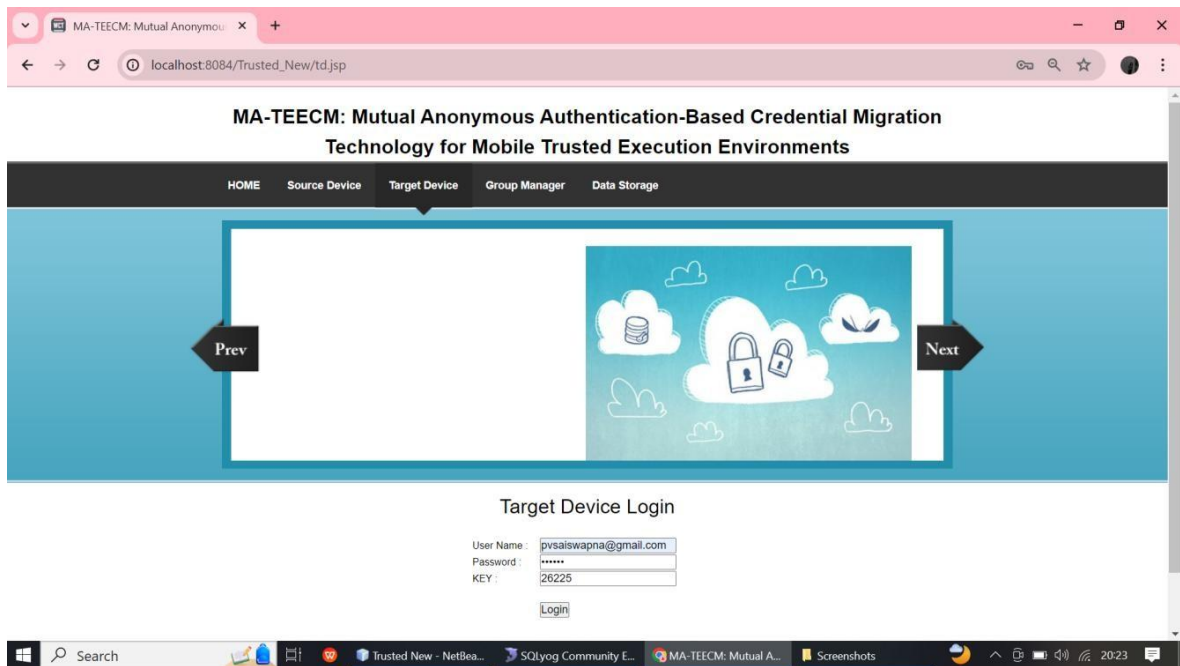 MA-TEECM: Mutual Anonymou
localhost:8084/Trusted_New/td.jsp
MA-TEECM: Mutual Anonymous Authentication-Based Credential Migration
Technology for Mobile Trusted Execution Environments
HOME Source Device Target Device Group Manager Data Storage
Prev
Next
Target Device Login
User Name : pvsaiswapna@gmail.com
Password : ••••••
KEY : 26225
Login
Search Trusted New - NetBea... SQLyog Community E... MA-TEECM: Mutual A... Screenshots 20:23